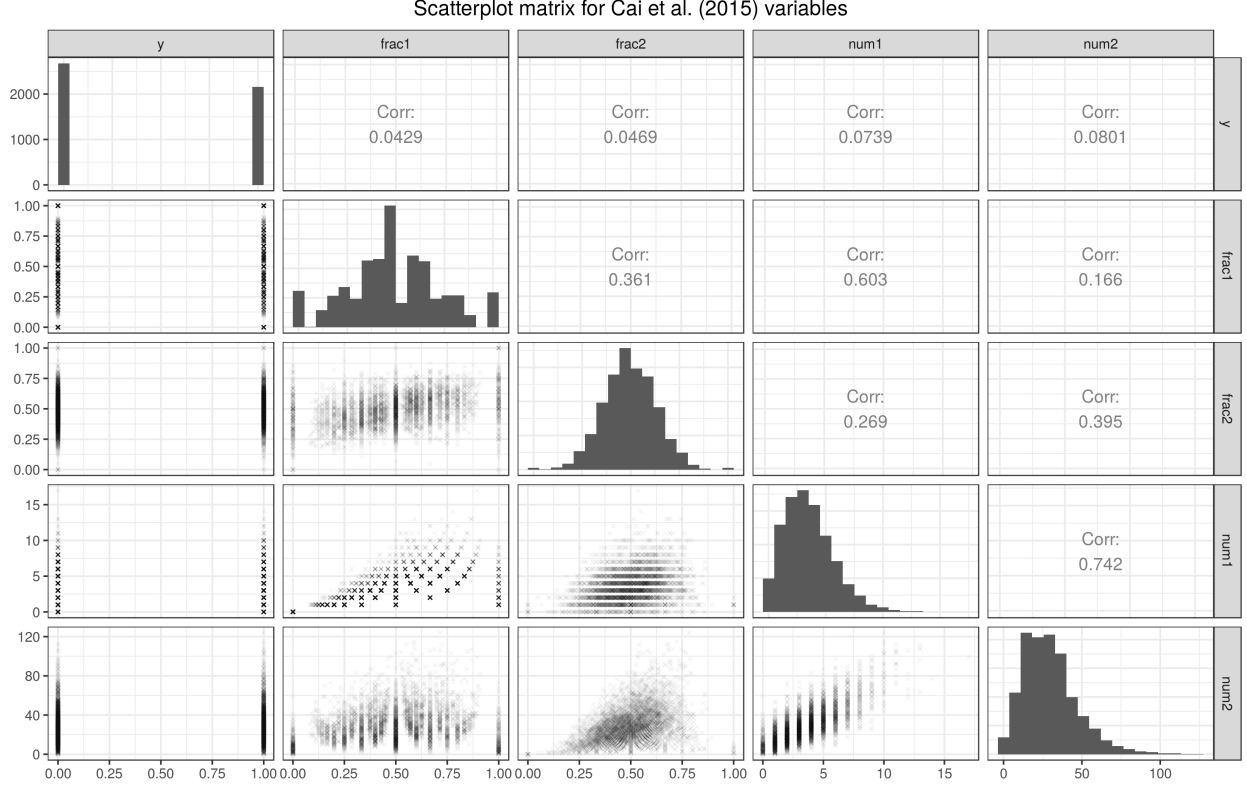 Scatterplot matrix for Cai et al. (2015) variables
y
frac1
frac2
num1
num2
2000
1000
0
Corr:
0.0429
Corr:
0.0469
Corr:
0.0739
Corr:
0.0801
y
1.00
0.75
0.50
0.25
0.00
Corr:
0.361
Corr:
0.603
Corr:
0.166
frac1
1.00
0.75
0.50
0.25
0.00
Corr:
0.269
Corr:
0.395
frac2
15
10
5
0
Corr:
0.742
num1
120
80
40
0
num2
0.00 0.25 0.50 0.75 1.00
0.00 0.25 0.50 0.75 1.00
0.00 0.25 0.50 0.75 1.00
0 5 10 15
0 50 100